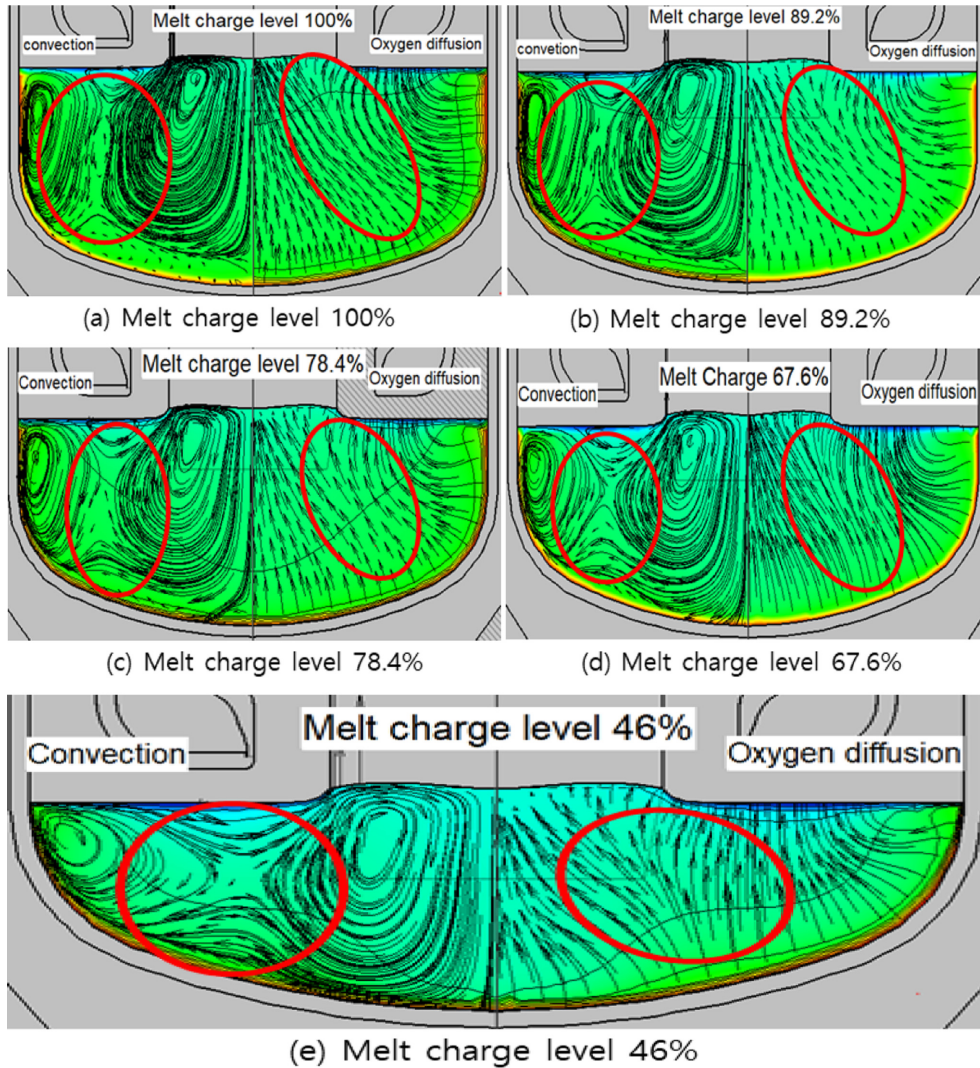 Melt charge level 100%
convection
Oxygen diffusion
(a) Melt charge level 100%
Melt charge level 89.2%
convetion
Oxygen diffusion
(b) Melt charge level 89.2%
Melt charge level 78.4%
Convection
Oxygen diffusion
(c) Melt charge level 78.4%
Melt Charge 67.6%
Convection
Oxygen diffusion
(d) Melt charge level 67.6%
Melt charge level 46%
Convection
Oxygen diffusion
(e) Melt charge level 46%